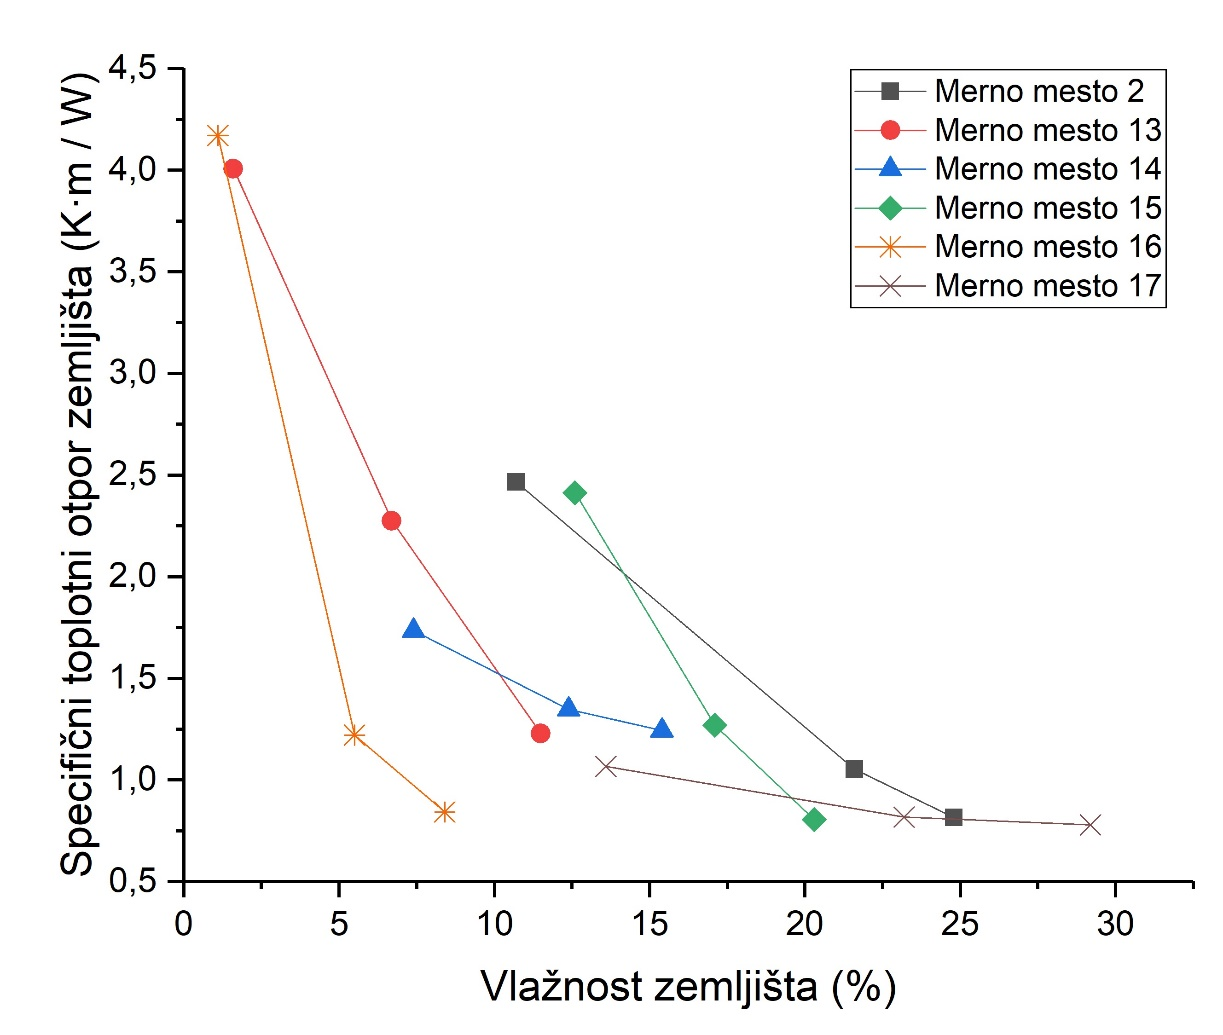 Specifični toplotni otpor zemljišta (K·m / W)
4,5
4,0
3,5
3,0
2,5
2,0
1,5
1,0
0,5
Merno mesto 2
Merno mesto 13
Merno mesto 14
Merno mesto 15
Merno mesto 16
Merno mesto 17
0 5 10 15 20 25 30
Vlažnost zemljišta (%)